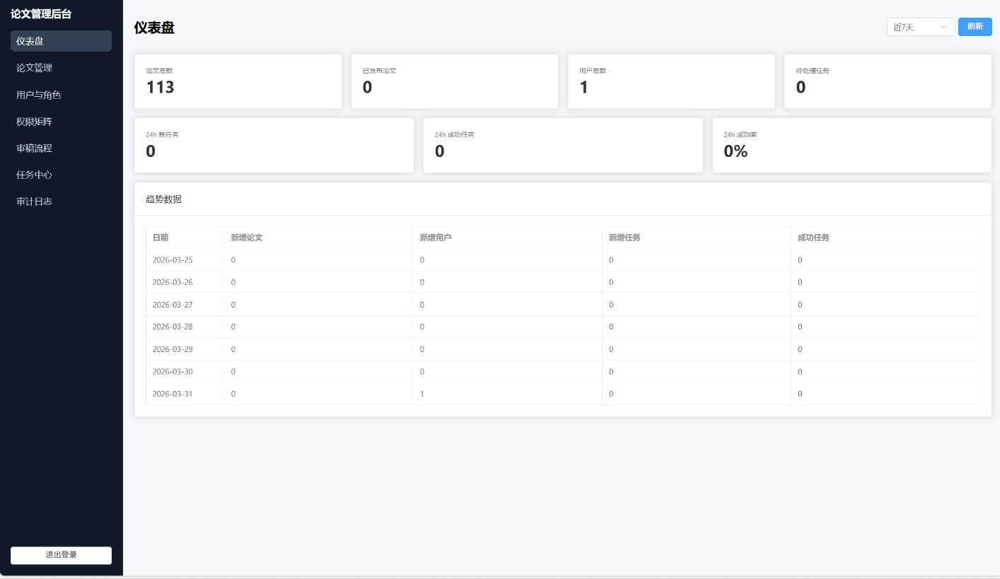 论文管理后台
仪表盘
论文管理
用户与角色
权限矩阵
审稿流程
任务中心
审计日志
退出登录
仪表盘
近7天
刷新
论文总数
113
已发布论文
0
用户总数
1
待处理任务
0
24h 新任务
0
24h 成功任务
0
24h 成功率
0%
趋势数据
日期 新增论文 新增用户 新增任务 成功任务
2026-03-25 0 0 0 0
2026-03-26 0 0 0 0
2026-03-27 0 0 0 0
2026-03-28 0 0 0 0
2026-03-29 0 0 0 0
2026-03-30 0 0 0 0
2026-03-31 0 1 0 0